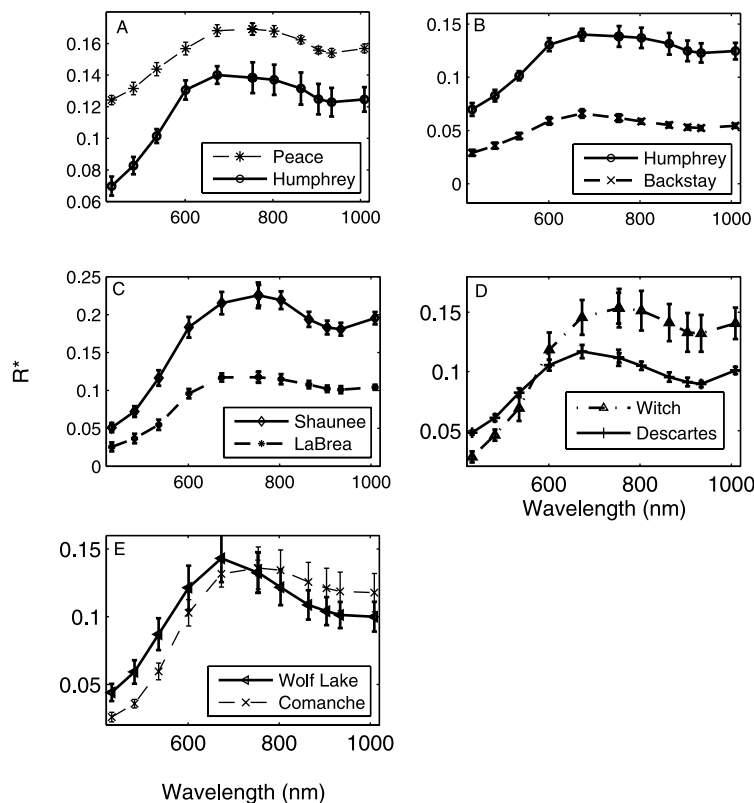 A
0.16
0.14
0.12
0.1
0.08
0.06
600
800
1000
Peace
Humphrey
B
0.15
0.1
0.05
0
600
800
1000
Humphrey
Backstay
C
0.25
0.2
0.15
0.1
0.05
0
600
800
1000
Shaunee
LaBrea
R*
D
0.15
0.1
0.05
600
800
1000
Witch
Descartes
Wavelength (nm)
E
0.15
0.1
0.05
600
800
1000
Wolf Lake
Comanche
Wavelength (nm)